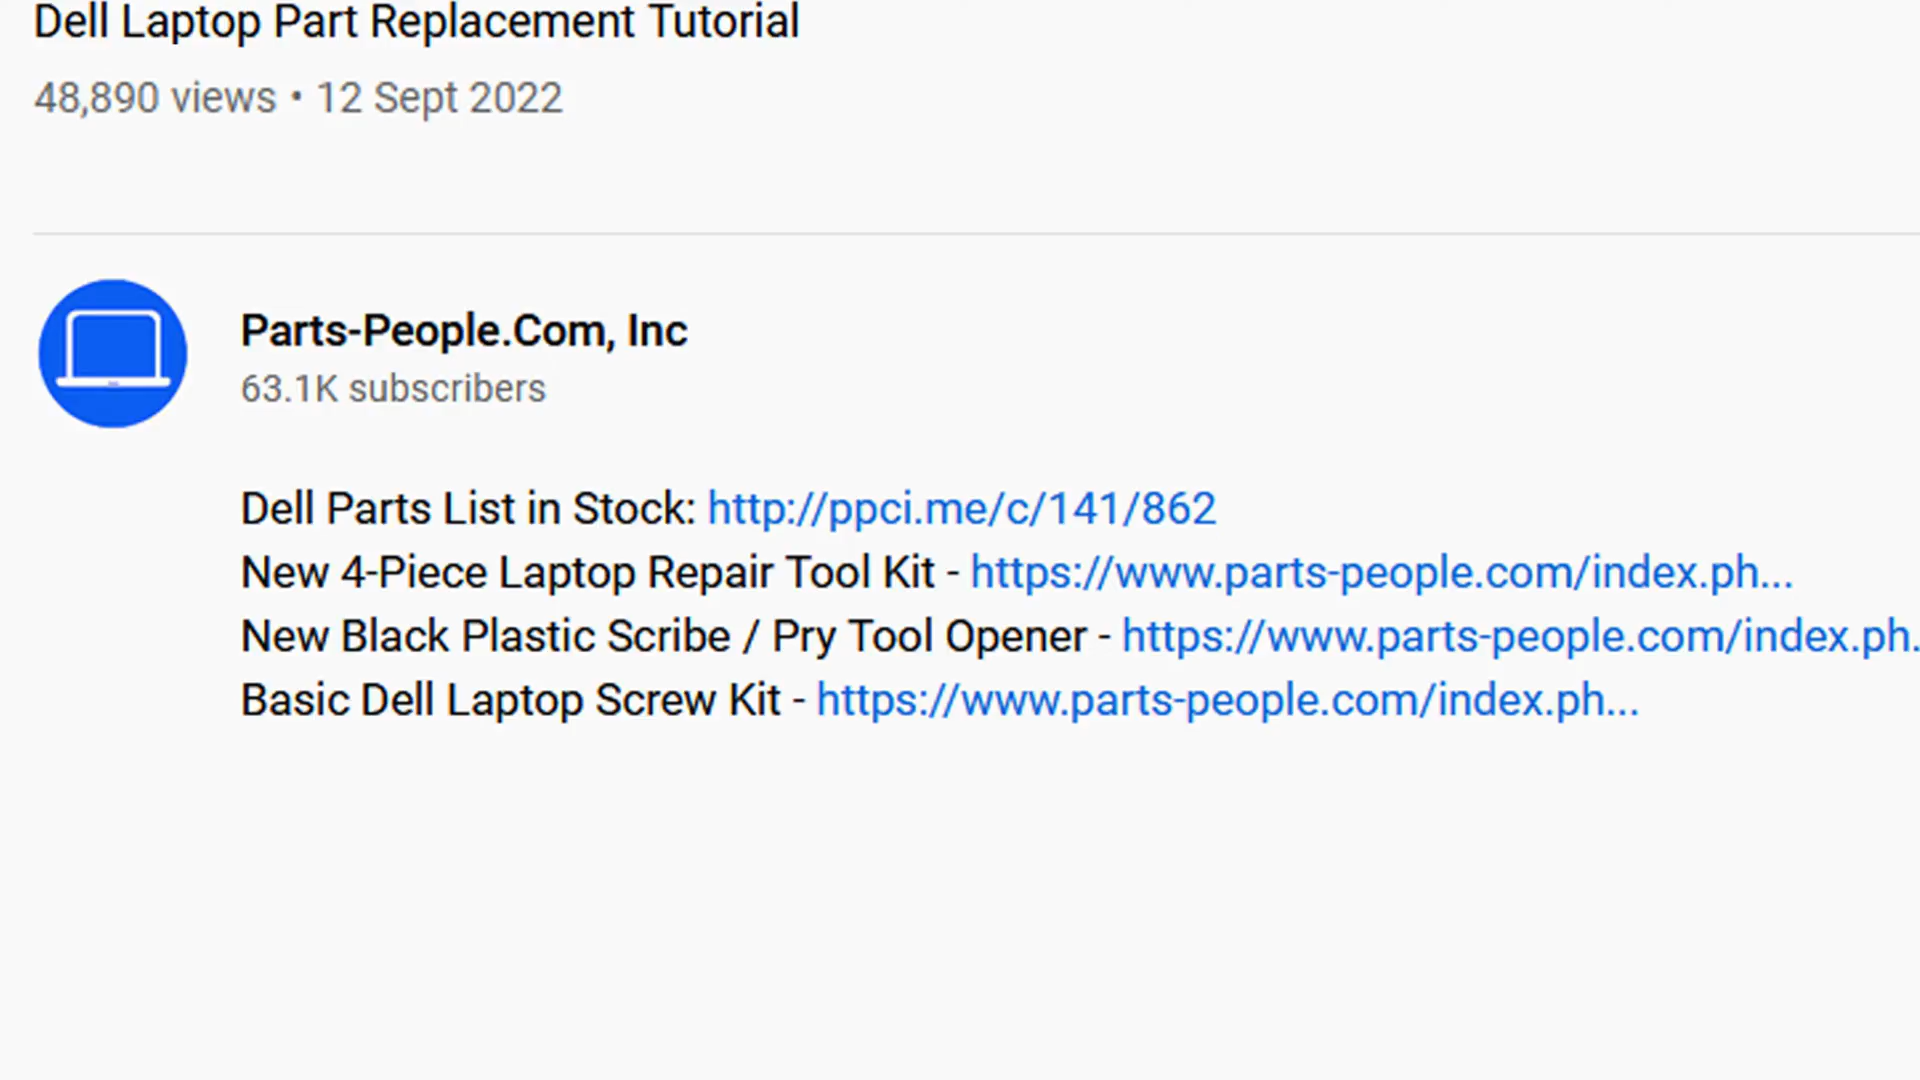 Dell Laptop Part Replacement Tutorial
48,890 views • 12 Sept 2022
Parts-People.Com, Inc
63.1K subscribers
Dell Parts List in Stock: http://ppci.me/c/141/862
New 4-Piece Laptop Repair Tool Kit - https://www.parts-people.com/index.ph...
New Black Plastic Scribe / Pry Tool Opener - https://www.parts-people.com/index.ph.
Basic Dell Laptop Screw Kit - https://www.parts-people.com/index.ph...